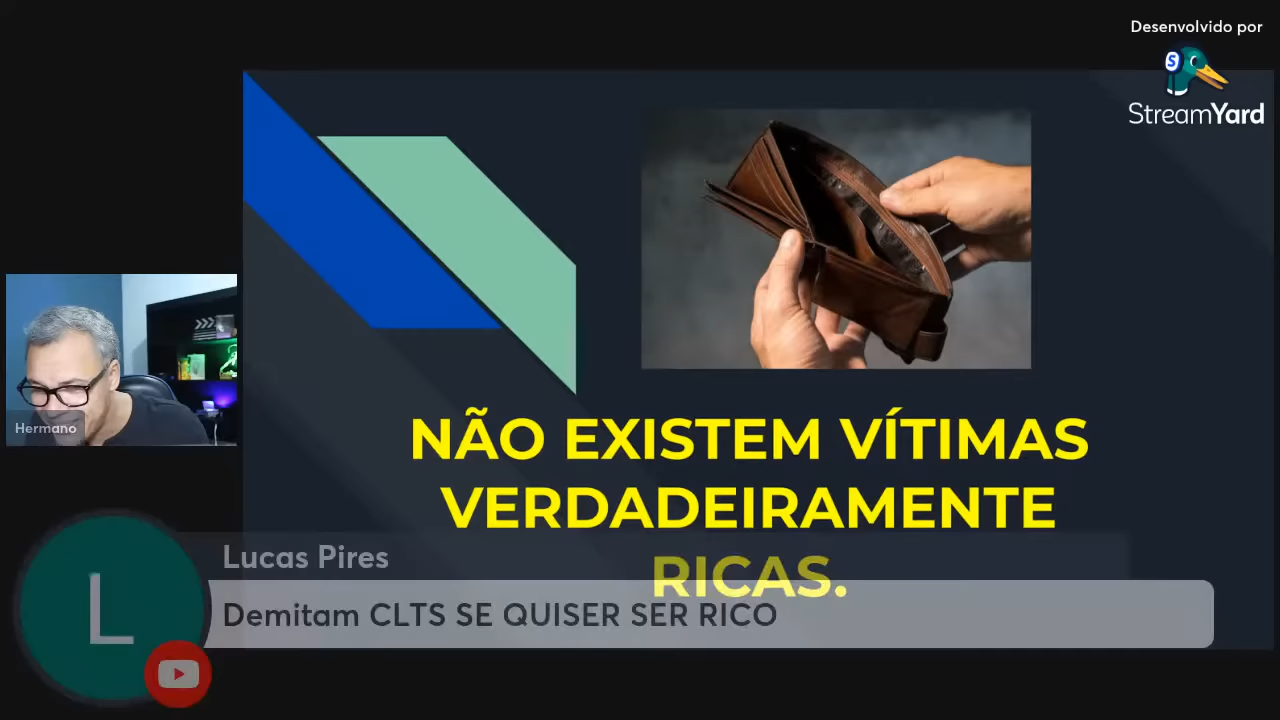 Desenvolvido por
S
StreamYard
NÃO EXISTEM VÍTIMAS
VERDADEIRAMENTE
RICAS.
Hermano
L
Lucas Pires
Demitam CLTS SE QUISER SER RICO